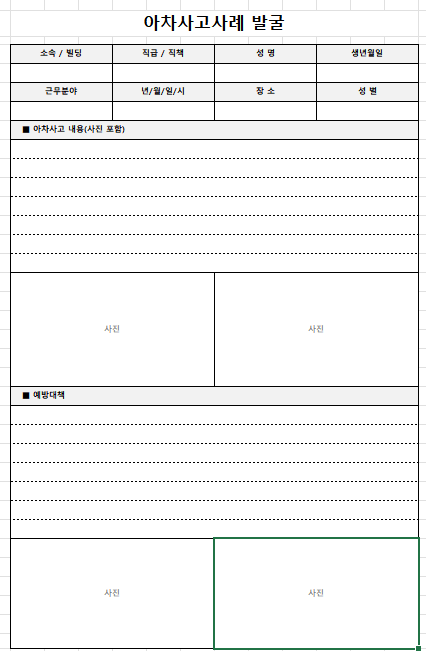 아차사고사례 발굴
소속 / 빌딩 직급 / 직책 성 명 생년월일
근무분야 년/월/일/시 장 소 성 별
■ 아차사고 내용(사진 포함)
사진 사진
■ 예방대책
사진 사진